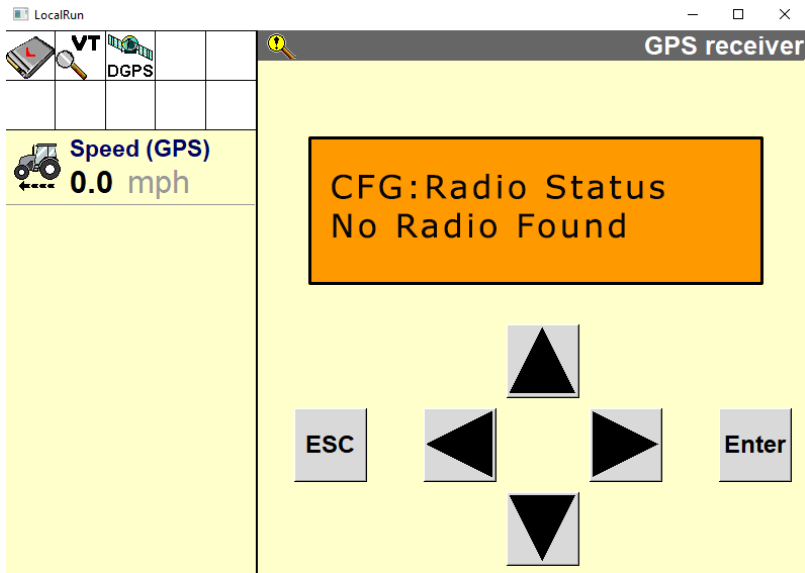 LocalRun
VT
DGPS
GPS receiver
Speed (GPS)
0.0 mph
CFG:Radio Status
No Radio Found
ESC
Enter